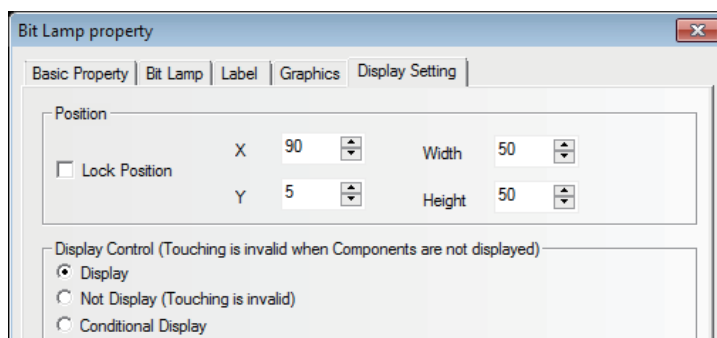 Bit Lamp property
Basic Property Bit Lamp Label Graphics Display Setting
Position
X 90 Width 50
Lock Position
Y 5 Height 50
Display Control (Touching is invalid when Components are not displayed)
Display
Not Display (Touching is invalid)
Conditional Display